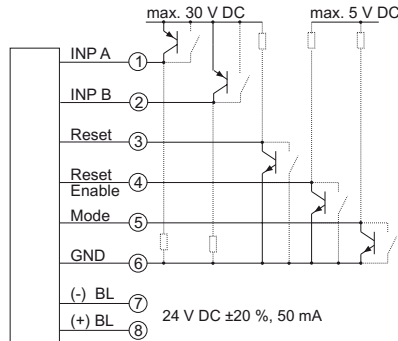 max. 30 V DC
max. 5 V DC
INP A 1
INP B 2
Reset 3
Reset
Enable 4
Mode 5
GND 6
(-) BL 7
(+) BL 8
24 V DC ±20 %, 50 mA